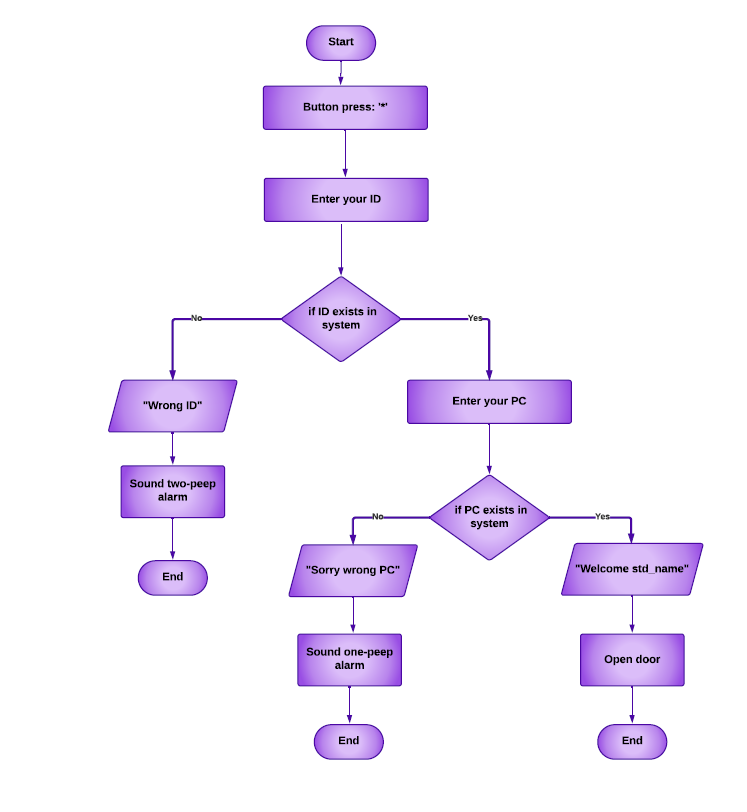 Start
Button press: '*'
Enter your ID
if ID exists in
system
No
Yes
"Wrong ID"
Enter your PC
Sound two-peep
alarm
if PC exists in
system
No
Yes
End
"Sorry wrong PC"
"Welcome std_name"
Sound one-peep
alarm
Open door
End
End